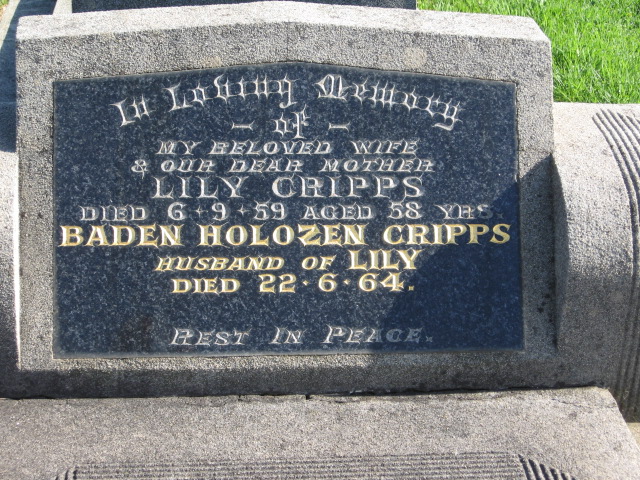 In Loving Memory
- of -
MY BELOVED WIFE
& OUR DEAR MOTHER
LILY CRIPPS
DIED 6·9·59 AGED 58 YRS.
BADEN HOLOZEN CRIPPS
HUSBAND OF LILY
DIED 22·6·64.
REST IN PEACE.